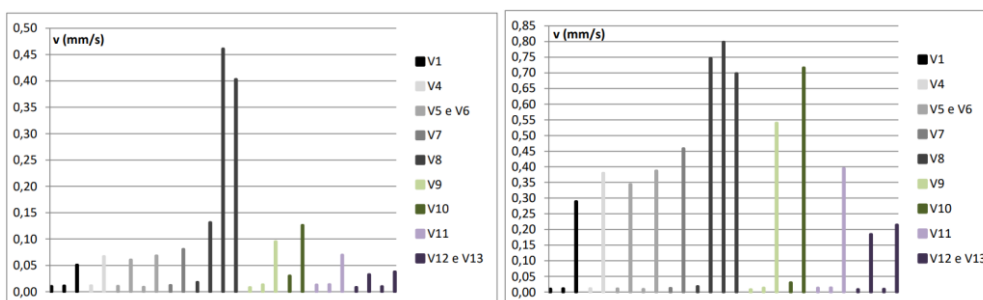 v (mm/s)
0,50
0,45
0,40
0,35
0,30
0,25
0,20
0,15
0,10
0,05
0,00
V1
V4
V5 e V6
V7
V8
V9
V10
V11
V12 e V13
v (mm/s)
0,85
0,80
0,75
0,70
0,65
0,60
0,55
0,50
0,45
0,40
0,35
0,30
0,25
0,20
0,15
0,10
0,05
0,00
V1
V4
V5 e V6
V7
V8
V9
V10
V11
V12 e V13